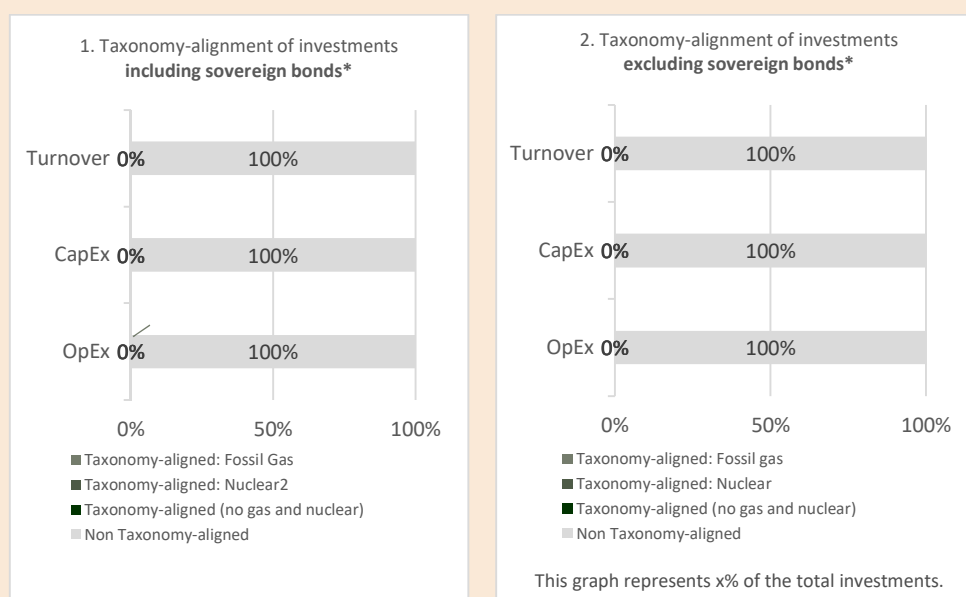 1. Taxonomy-alignment of investments
including sovereign bonds*
Turnover 0% 100%
CapEx 0% 100%
OpEx 0% 100%
0% 50% 100%
Taxonomy-aligned: Fossil Gas
Taxonomy-aligned: Nuclear2
Taxonomy-aligned (no gas and nuclear)
Non Taxonomy-aligned
2. Taxonomy-alignment of investments
excluding sovereign bonds*
Turnover 0% 100%
CapEx 0% 100%
OpEx 0% 100%
0% 50% 100%
Taxonomy-aligned: Fossil gas
Taxonomy-aligned: Nuclear
Taxonomy-aligned (no gas and nuclear)
Non Taxonomy-aligned
This graph represents x% of the total investments.